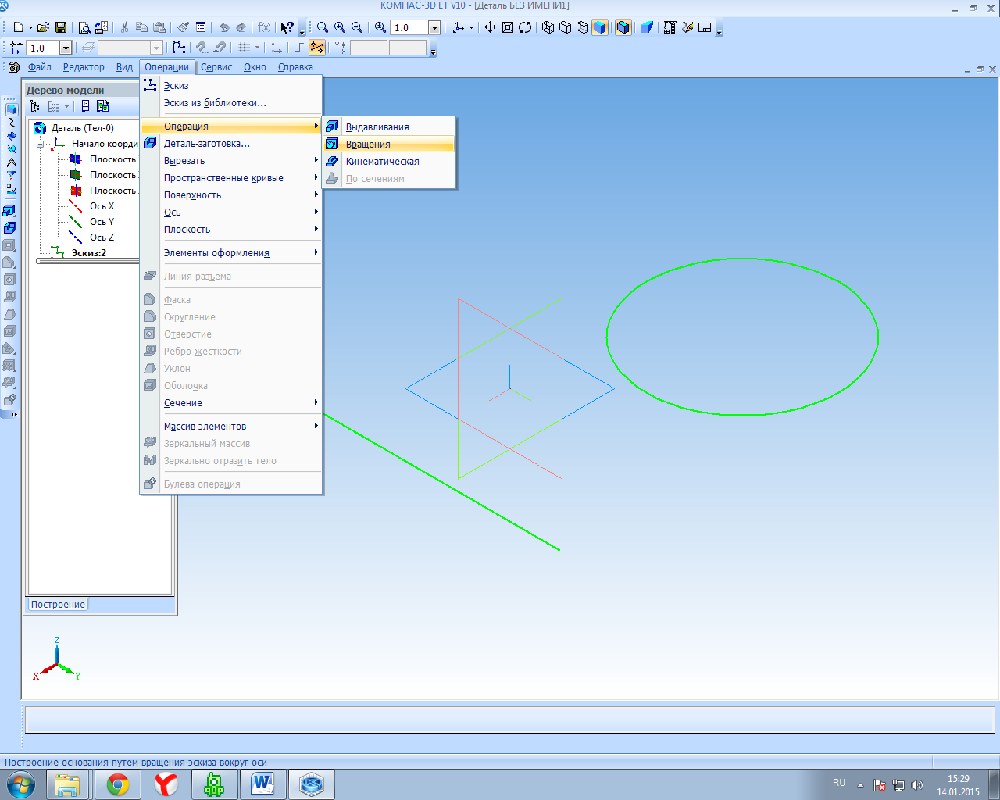 КОМПАС-3D LT V10 - [Деталь БЕЗ ИМЕНИ1]
f(x)
1.0
1.0
Файл Редактор Вид Операции Сервис Окно Справка
Дерево модели
Деталь (Тел-0)
Начало коорди
Плоскость
Плоскость
Плоскость
Ось X
Ось Y
Ось Z
Эскиз:2
Построение
Эскиз
Эскиз из библиотеки...
Операция
Деталь-заготовка...
Вырезать
Пространственные кривые
Поверхность
Ось
Плоскость
Элементы оформления
Линия разъема
Фаска
Скругление
Отверстие
Ребро жесткости
Уклон
Оболочка
Сечение
Массив элементов
Зеркальный массив
Зеркально отразить тело
Булева операция
Выдавливания
Вращения
Кинематическая
По сечениям
Z
X
Y
Построение основания путем вращения эскиза вокруг оси
RU
15:29
14.01.2015